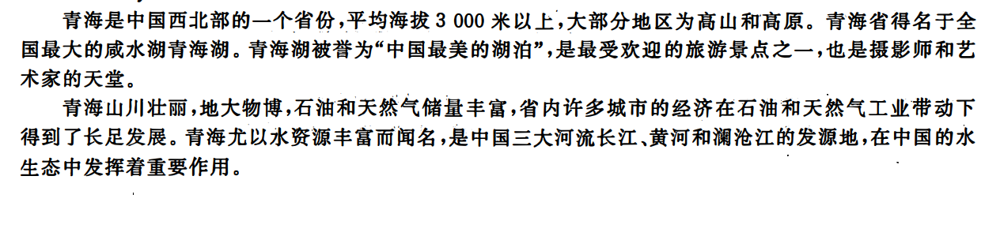 青海是中国西北部的一个省份,平均海拔 3 000 米以上,大部分地区为高山和高原。青海省得名于全
国最大的咸水湖青海湖。青海湖被誉为“中国最美的湖泊”,是最受欢迎的旅游景点之一,也是摄影师和艺
术家的天堂。
青海山川壮丽,地大物博,石油和天然气储量丰富,省内许多城市的经济在石油和天然气工业带动下
得到了长足发展。青海尤以水资源丰富而闻名,是中国三大河流长江、黄河和澜沧江的发源地,在中国的水
生态中发挥着重要作用。